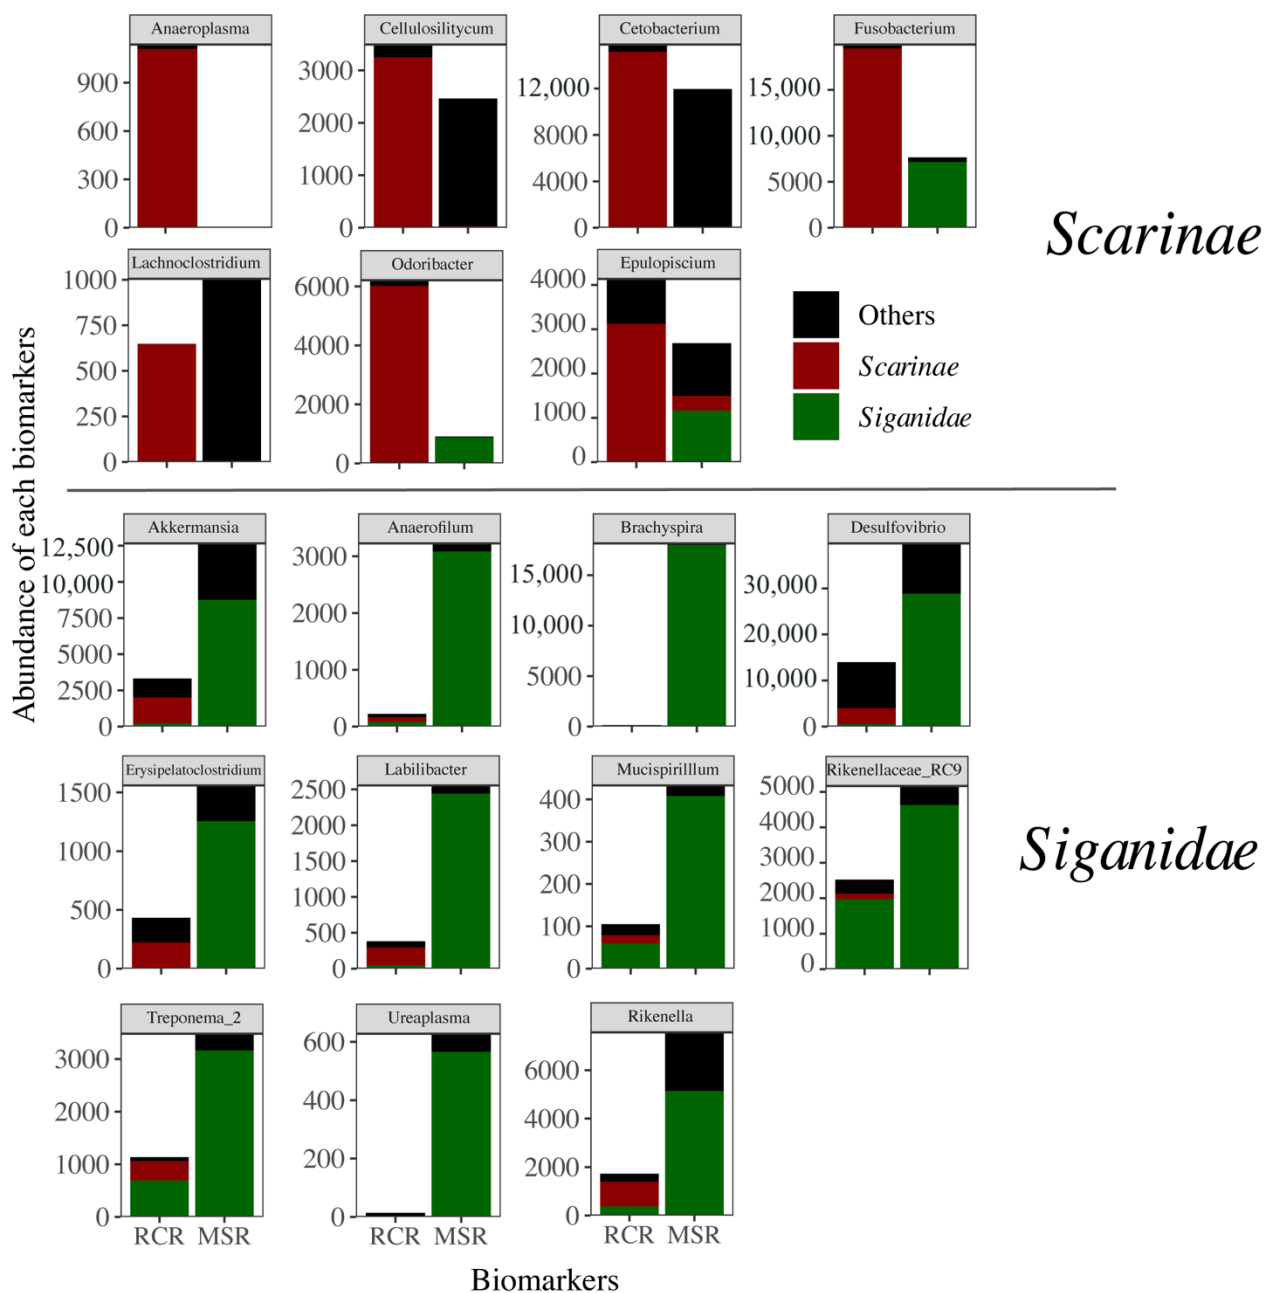 Anaeroplasma
Cellulosilitycum
Cetobacterium
Fusobacterium
900
600
300
0
3000
2000
1000
0
12,000
8000
4000
0
15,000
10,000
5000
0
Scarinae
Lachnoclostridium
Odoribacter
Epulopiscium
1000
750
500
250
0
6000
4000
2000
0
4000
3000
2000
1000
0
Others
Scarinae
Siganidae
Abundance of each biomarkers
Akkermansia
Anaerofilum
Brachyspira
Desulfovibrio
12,500
10,000
7500
5000
2500
0
3000
2000
1000
0
15,000
10,000
5000
0
30,000
20,000
10,000
0
Erysipelatoclostridium
Labilibacter
Mucispirilllum
Rikenellaceae_RC9
1500
1000
500
0
2500
2000
1500
1000
500
0
400
300
200
100
0
5000
4000
3000
2000
1000
0
Siganidae
Treponema_2
Ureaplasma
Rikenella
3000
2000
1000
0
600
400
200
0
6000
4000
2000
0
RCR MSR
RCR MSR
RCR MSR
Biomarkers